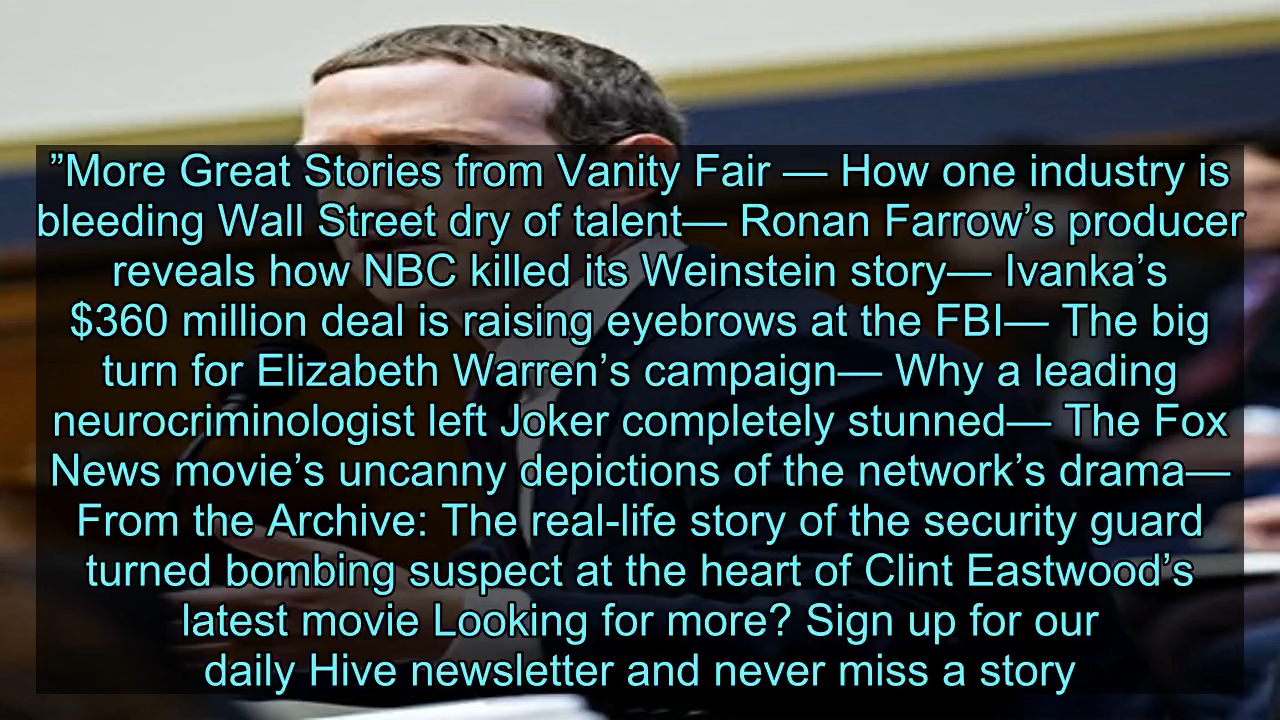 ”More Great Stories from Vanity Fair — How one industry is
bleeding Wall Street dry of talent— Ronan Farrow’s producer
reveals how NBC killed its Weinstein story— Ivanka’s
$360 million deal is raising eyebrows at the FBI— The big
turn for Elizabeth Warren’s campaign— Why a leading
neurocriminologist left Joker completely stunned— The Fox
News movie’s uncanny depictions of the network’s drama—
From the Archive: The real-life story of the security guard
turned bombing suspect at the heart of Clint Eastwood’s
latest movie Looking for more? Sign up for our
daily Hive newsletter and never miss a story